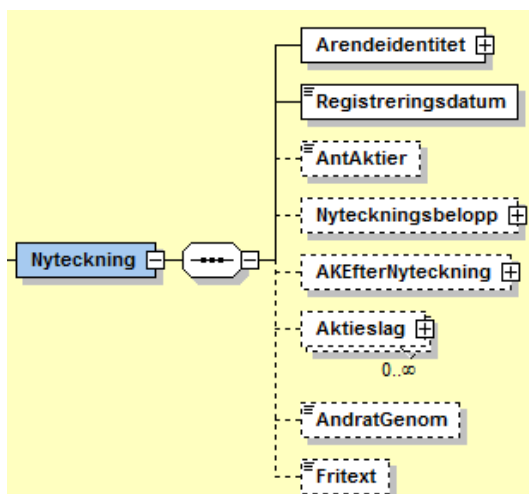 Arendeidentitet
Registreringsdatum
AntAktier
Nyteckningsbelopp
Nyteckning
AKEfterNyteckning
Aktieslag
0..∞
AndratGenom
Fritext